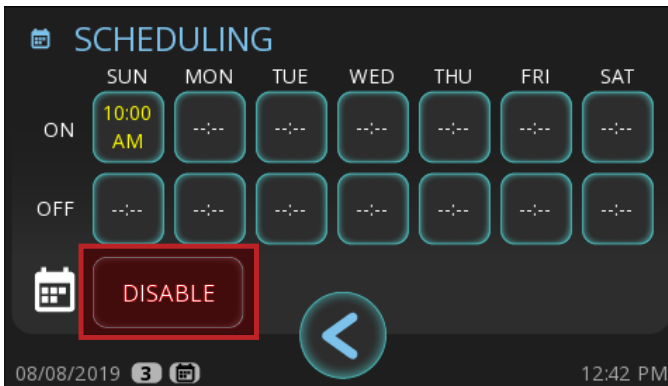 SCHEDULING
SUN MON TUE WED THU FRI SAT
ON 10:00 AM --:-- --:-- --:-- --:-- --:-- --:--
OFF --:-- --:-- --:-- --:-- --:-- --:-- --:--
DISABLE
08/08/2019 3 12:42 PM